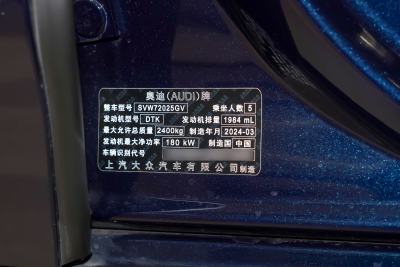 奥迪(AUDI)牌
整车型号 SVW72025GV 乘坐人数 5
发动机型号 DTK 发动机排量 1984 mL
最大允许总质量 2400kg 制造年月 2024-03
发动机最大净功率 180 kW 制造国 中国
车辆识别代号
上汽大众汽车有限公司制造